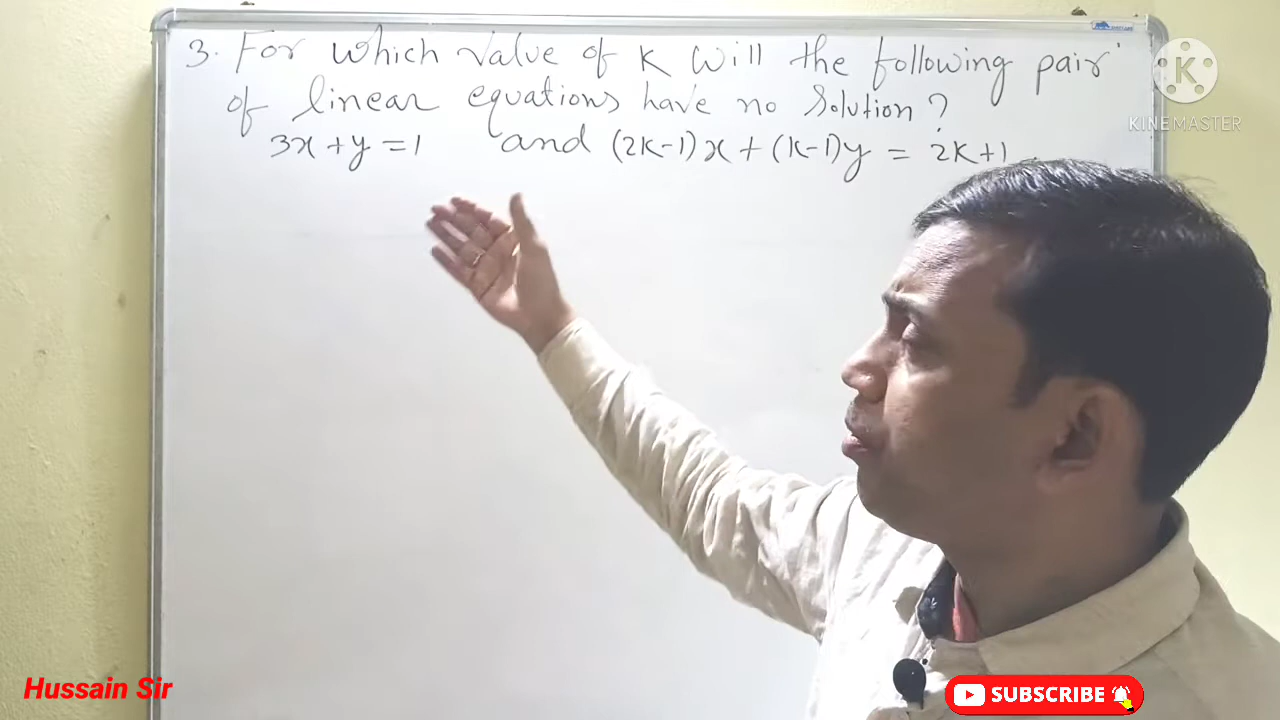 3. For which value of K will the following pair
of linear equations have no solution?
3x + y = 1 and (2K-1)x + (K-1)y = 2K+1.
K
KINEMASTER
Hussain Sir
SUBSCRIBE